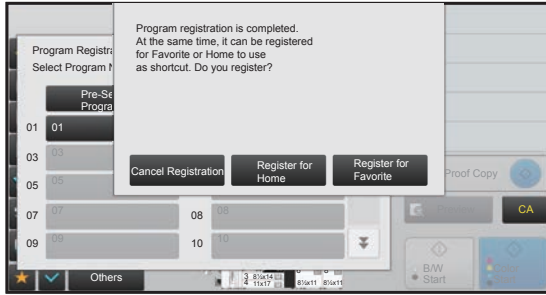 Program registration is completed.
At the same time, it can be registered
for Favorite or Home to use
as shortcut. Do you register?
Cancel Registration
Register for
Home
Register for
Favorite
Program Registra
Select Program
Pre-Se
Progra
01 01
03 03
05 05
07 07 08 08
09 09 10 10
Proof Copy
CA
B/W
Start
Others
3 8½x11
4 11x17
8½x11 8½x11